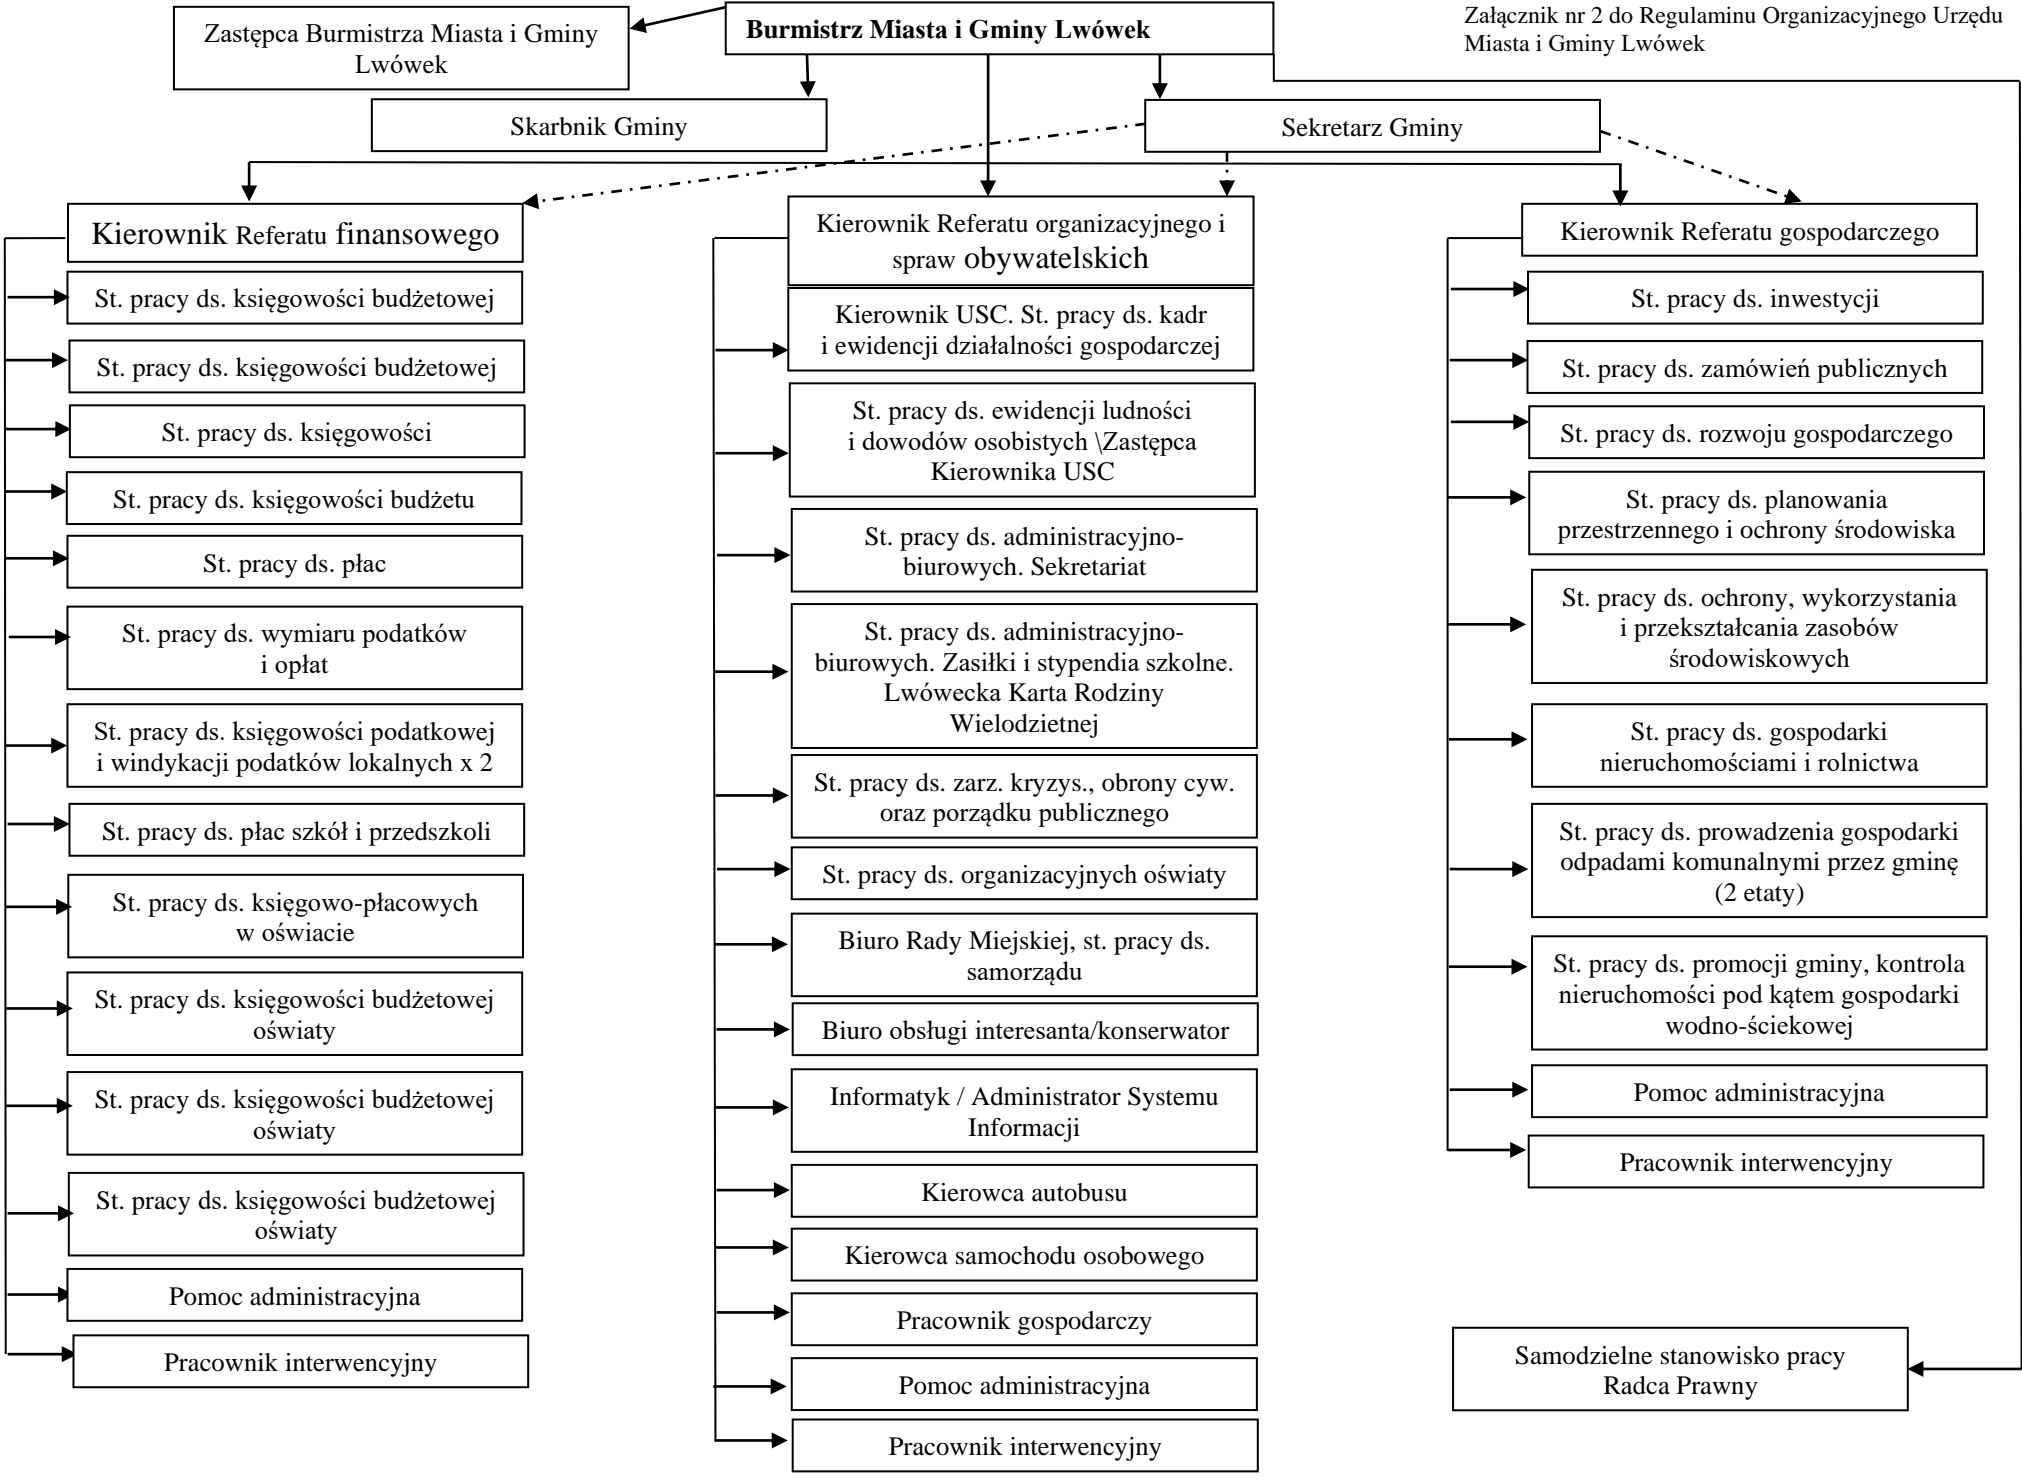 Załącznik nr 2 do Regulaminu Organizacyjnego Urzędu
Miasta i Gminy Lwówek
Burmistrz Miasta i Gminy Lwówek
Zastępca Burmistrza Miasta i Gminy
Lwówek
Skarbnik Gminy
Sekretarz Gminy
Kierownik Referatu finansowego
St. pracy ds. księgowości budżetowej
St. pracy ds. księgowości budżetowej
St. pracy ds. księgowości
St. pracy ds. księgowości budżetu
St. pracy ds. płac
St. pracy ds. wymiaru podatków
i opłat
St. pracy ds. księgowości podatkowej
i windykacji podatków lokalnych x 2
St. pracy ds. płac szkół i przedszkoli
St. pracy ds. księgowo-płacowych
w oświacie
St. pracy ds. księgowości budżetowej
oświaty
St. pracy ds. księgowości budżetowej
oświaty
St. pracy ds. księgowości budżetowej
oświaty
Pomoc administracyjna
Pracownik interwencyjny
Kierownik Referatu organizacyjnego i
spraw obywatelskich
Kierownik USC. St. pracy ds. kadr
i ewidencji działalności gospodarczej
St. pracy ds. ewidencji ludności
i dowodów osobistych \Zastępca
Kierownika USC
St. pracy ds. administracyjno-
biurowych. Sekretariat
St. pracy ds. administracyjno-
biurowych. Zasiłki i stypendia szkolne.
Lwówecka Karta Rodziny
Wielodzietnej
St. pracy ds. zarz. kryzys., obrony cyw.
oraz porządku publicznego
St. pracy ds. organizacyjnych oświaty
Biuro Rady Miejskiej, st. pracy ds.
samorządu
Biuro obsługi interesanta/konserwator
Informatyk / Administrator Systemu
Informacji
Kierowca autobusu
Kierowca samochodu osobowego
Pracownik gospodarczy
Pomoc administracyjna
Pracownik interwencyjny
Kierownik Referatu gospodarczego
St. pracy ds. inwestycji
St. pracy ds. zamówień publicznych
St. pracy ds. rozwoju gospodarczego
St. pracy ds. planowania
przestrzennego i ochrony środowiska
St. pracy ds. ochrony, wykorzystania
i przekształcania zasobów
środowiskowych
St. pracy ds. gospodarki
nieruchomościami i rolnictwa
St. pracy ds. prowadzenia gospodarki
odpadami komunalnymi przez gminę
(2 etaty)
St. pracy ds. promocji gminy, kontrola
nieruchomości pod kątem gospodarki
wodno-ściekowej
Pomoc administracyjna
Pracownik interwencyjny
Samodzielne stanowisko pracy
Radca Prawny